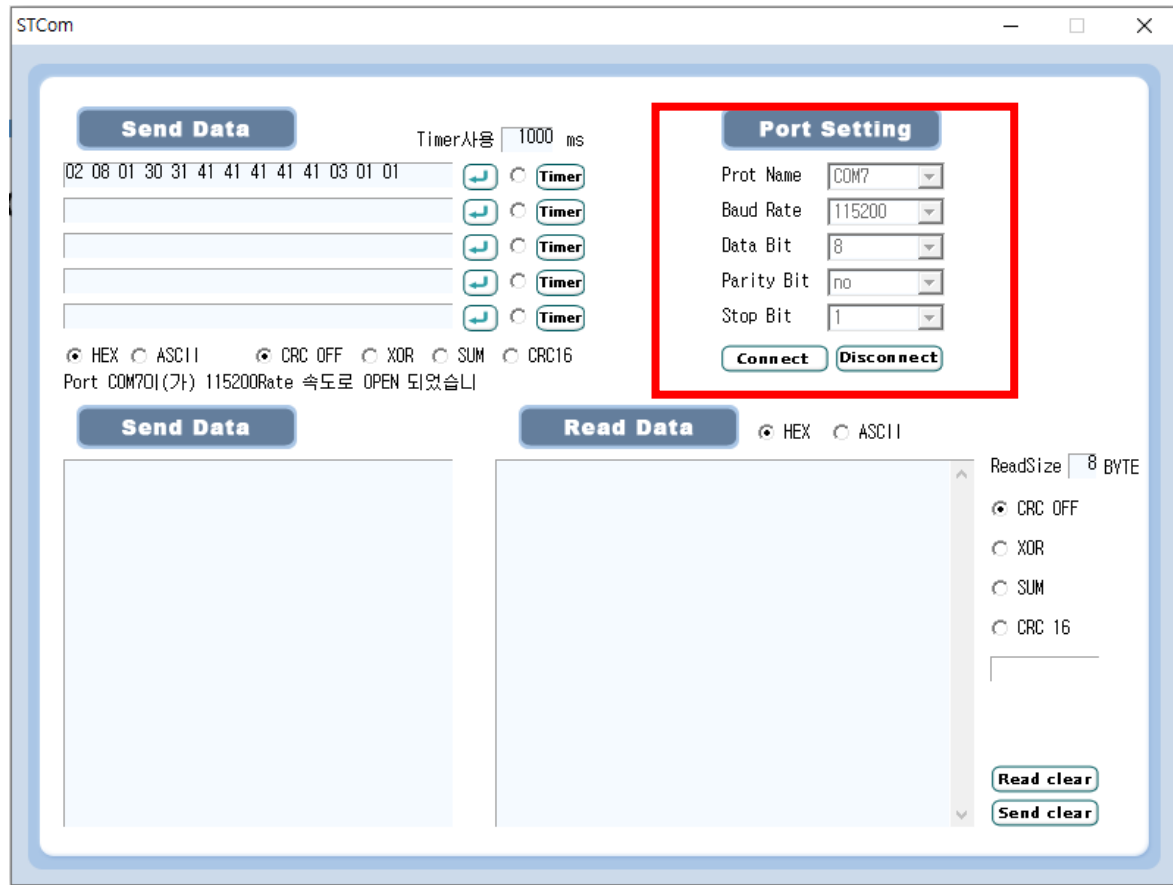 STCom
Send Data
Timer사용 1000 ms
02 08 01 30 31 41 41 41 41 41 03 01 01 Timer
Timer
Timer
Timer
Timer
HEX ASCII CRC OFF XOR SUM CRC16
Port COM7이(가) 115200Rate 속도로 OPEN 되었습니
Port Setting
Prot Name COM7
Baud Rate 115200
Data Bit 8
Parity Bit no
Stop Bit 1
Connect Disconnect
Send Data
Read Data HEX ASCII
ReadSize 8 BYTE
CRC OFF
XOR
SUM
CRC 16
Read clear
Send clear